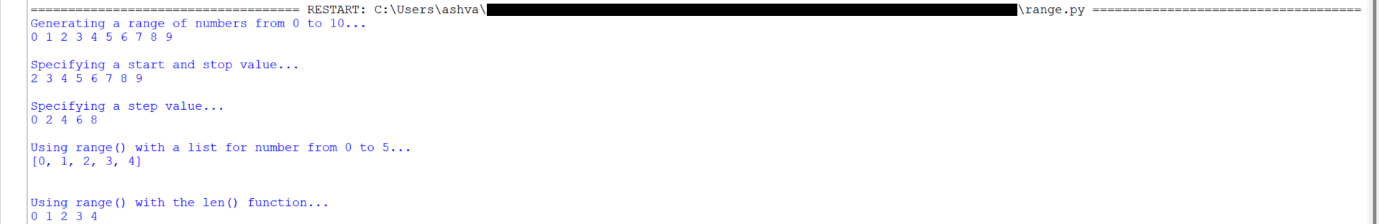 ==================================== RESTART: C:\Users\ashva\ \range.py ====================================
Generating a range of numbers from 0 to 10...
0 1 2 3 4 5 6 7 8 9
Specifying a start and stop value...
2 3 4 5 6 7 8 9
Specifying a step value...
0 2 4 6 8
Using range() with a list for number from 0 to 5...
[0, 1, 2, 3, 4]
Using range() with the len() function...
0 1 2 3 4